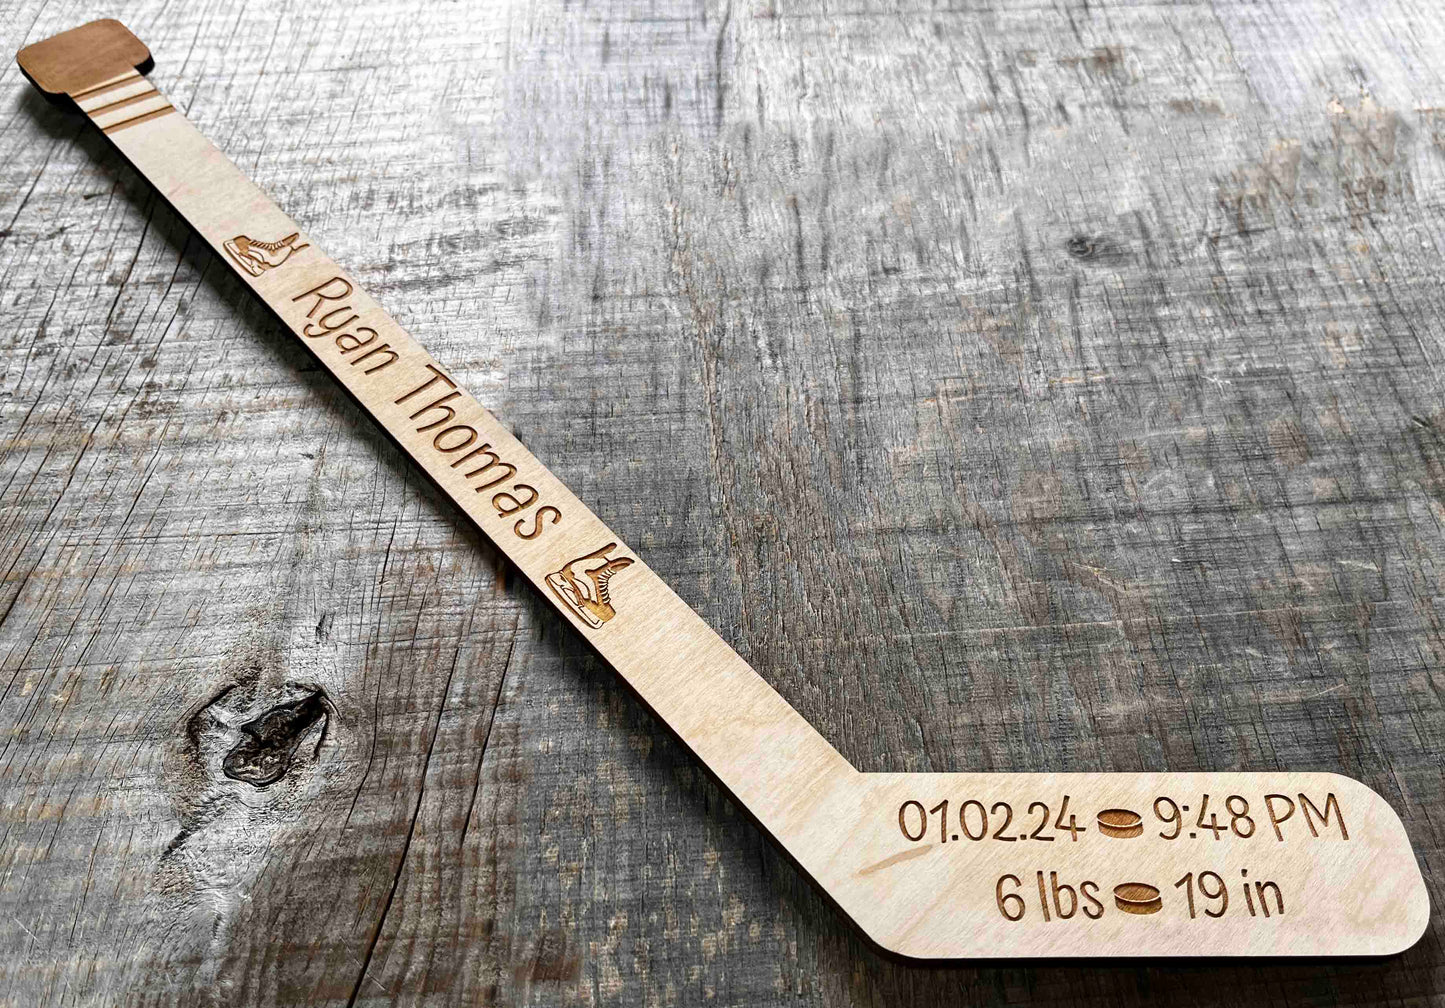 Ryan Thomas
01.02.24 9:48 PM
6 lbs 19 in